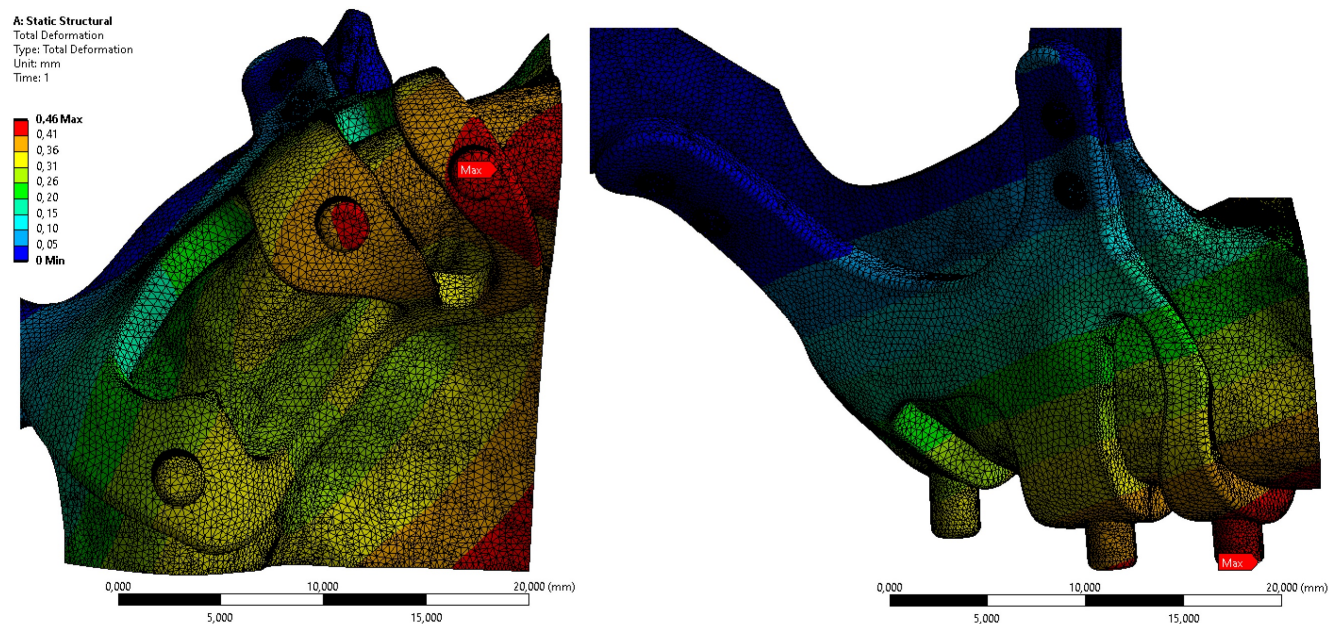 A: Static Structural
Total Deformation
Type: Total Deformation
Unit: mm
Time: 1
0,46 Max
0,41
0,36
0,31
0,26
0,20
0,15
0,10
0,05
0 Min
Max
0,000 10,000 20,000 (mm)
5,000 15,000
Max
0,000 10,000 20,000 (mm)
5,000 15,000